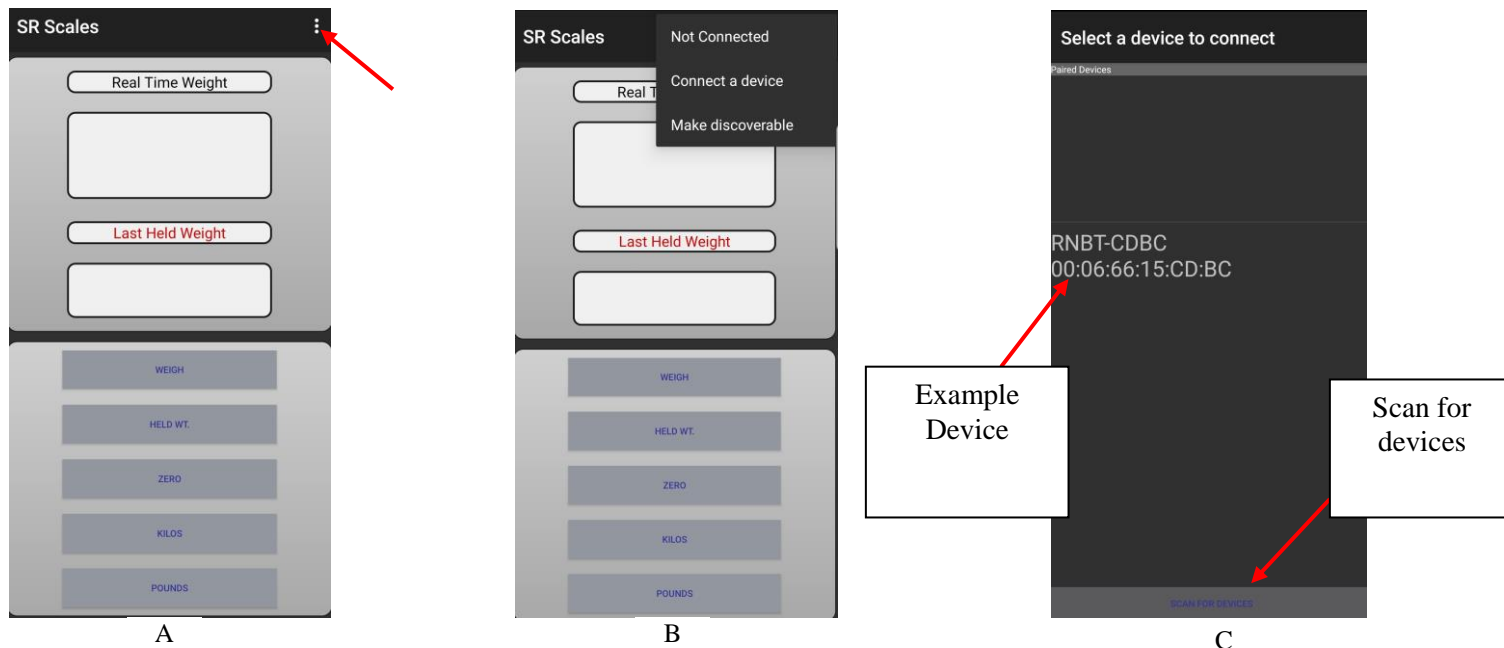 SR Scales
Real Time Weight
Last Held Weight
WEIGH
HELD WT.
ZERO
KILOS
POUNDS
A
SR Scales
Not Connected
Connect a device
Make discoverable
Real T
Last Held Weight
WEIGH
HELD WT.
ZERO
KILOS
POUNDS
B
Select a device to connect
Paired Devices
RNBT-CDBC
00:06:66:15:CD:BC
Example
Device
Scan for
devices
SCAN FOR DEVICES
C